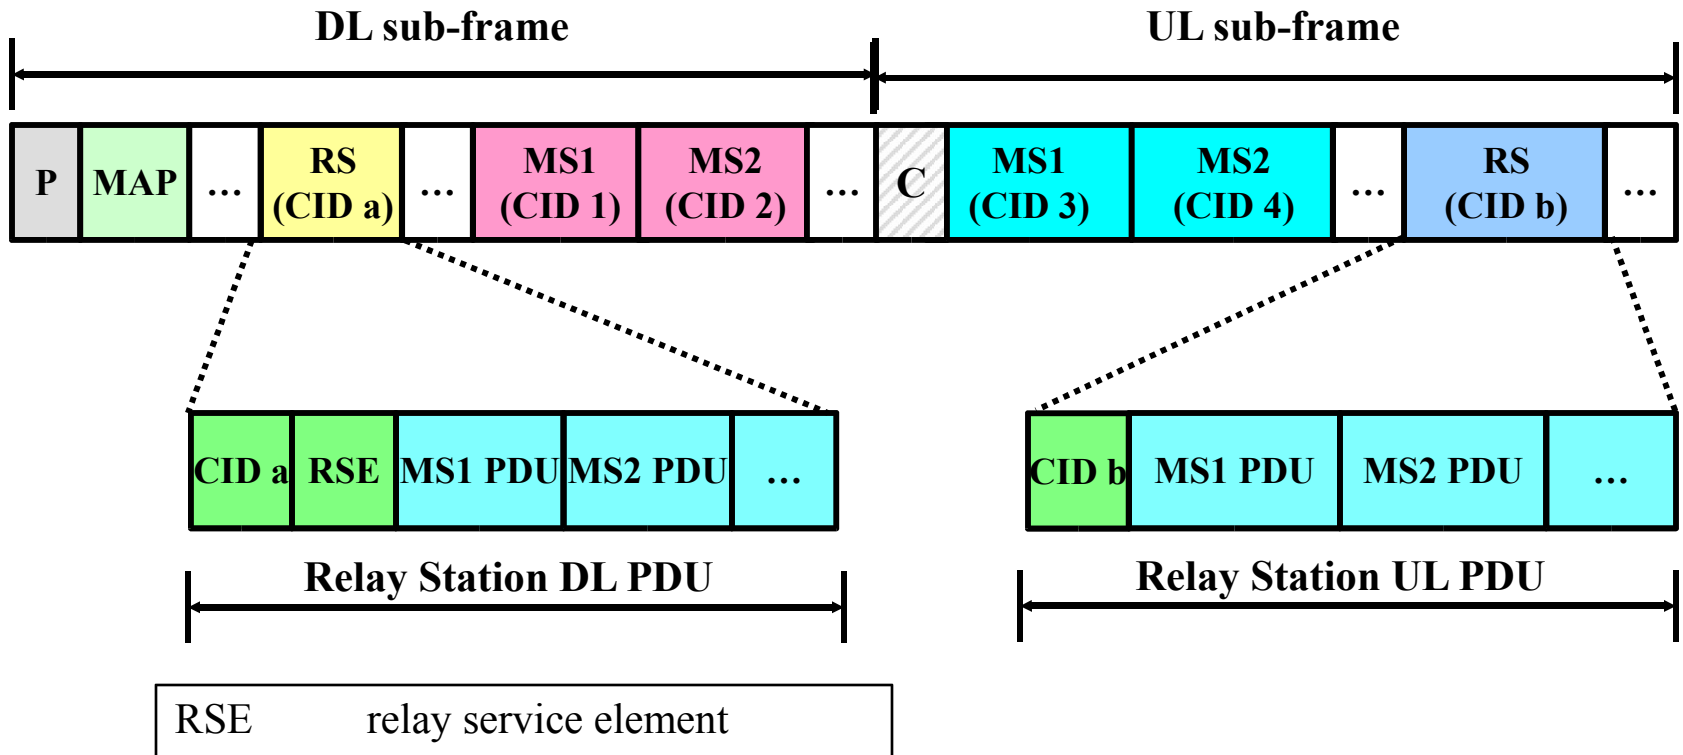 DL sub-frame UL sub-frame
P MAP ... RS (CID a) ... MS1 (CID 1) MS2 (CID 2) ... C MS1 (CID 3) MS2 (CID 4) ... RS (CID b) ...
CID a RSE MS1 PDU MS2 PDU ... CID b MS1 PDU MS2 PDU ...
Relay Station DL PDU Relay Station UL PDU
RSE relay service element